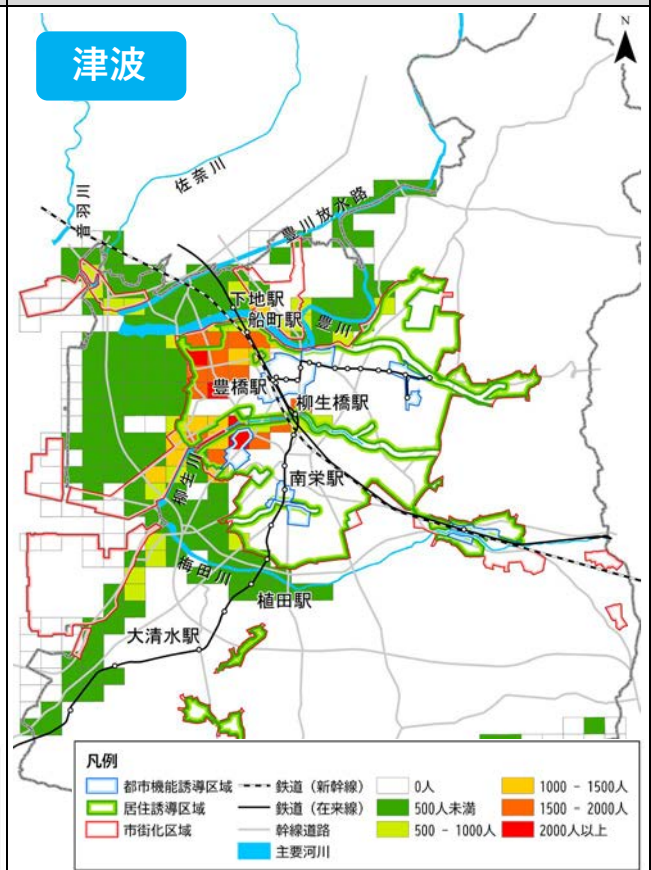 津波
N
佐奈川
音羽川
豊川放水路
下地駅
船町駅
豊川
豊橋駅
柳生橋駅
柳生川
南栄駅
梅田川
植田駅
大清水駅
凡例
都市機能誘導区域
居住誘導区域
市街化区域
鉄道（新幹線）
鉄道（在来線）
幹線道路
主要河川
0人
500人未満
500 - 1000人
1000 - 1500人
1500 - 2000人
2000人以上